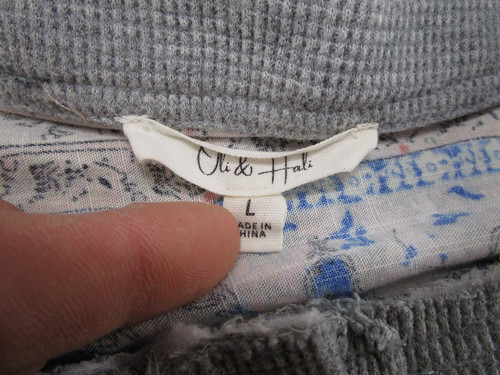 Oli & Hali
L
ADE IN
HINA